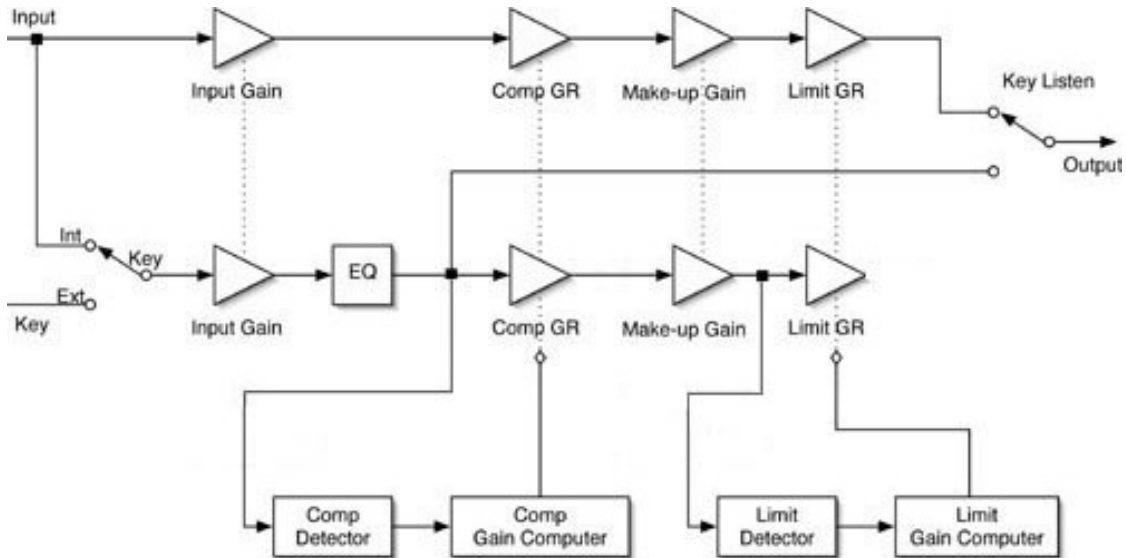 Input
Input Gain
Comp GR
Make-up Gain
Limit GR
Key Listen
Output
Int
Key
Ext
Key
Input Gain
EQ
Comp GR
Make-up Gain
Limit GR
Comp
Detector
Comp
Gain Computer
Limit
Detector
Limit
Gain Computer